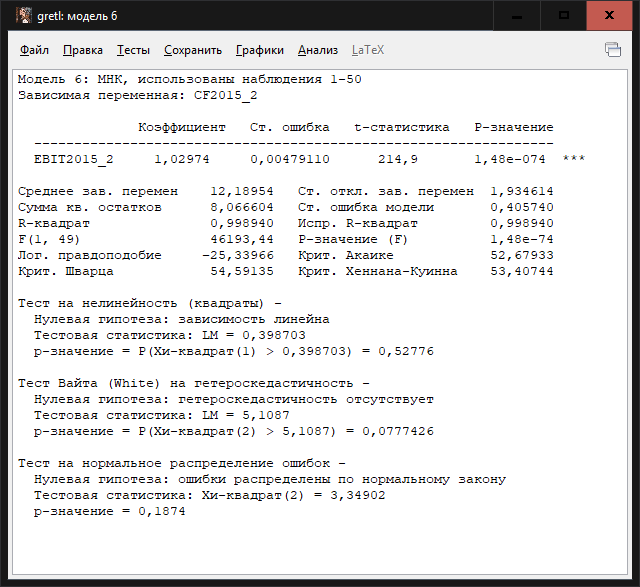 gretl: модель 6
Файл Правка Тесты Сохранить Графики Анализ LaTeX
Модель 6: МНК, использованы наблюдения 1-50
Зависимая переменная: CF2015_2
Коэффициент Ст. ошибка t-статистика P-значение
---------------------------------------------------------------
EBIT2015_2 1,02974 0,00479110 214,9 1,48e-074 ***
Среднее зав. перемен 12,18954 Ст. откл. зав. перемен 1,934614
Сумма кв. остатков 8,066604 Ст. ошибка модели 0,405740
R-квадрат 0,998940 Испр. R-квадрат 0,998940
F(1, 49) 46193,44 P-значение (F) 1,48e-74
Лог. правдоподобие -25,33966 Крит. Акаике 52,67933
Крит. Шварца 54,59135 Крит. Хеннана-Куинна 53,40744
Тест на нелинейность (квадраты) -
Нулевая гипотеза: зависимость линейна
Тестовая статистика: LM = 0,398703
р-значение = P(Хи-квадрат(1) > 0,398703) = 0,52776
Тест Вайта (White) на гетероскедастичность -
Нулевая гипотеза: гетероскедастичность отсутствует
Тестовая статистика: LM = 5,1087
р-значение = P(Хи-квадрат(2) > 5,1087) = 0,0777426
Тест на нормальное распределение ошибок -
Нулевая гипотеза: ошибки распределены по нормальному закону
Тестовая статистика: Хи-квадрат(2) = 3,34902
р-значение = 0,1874